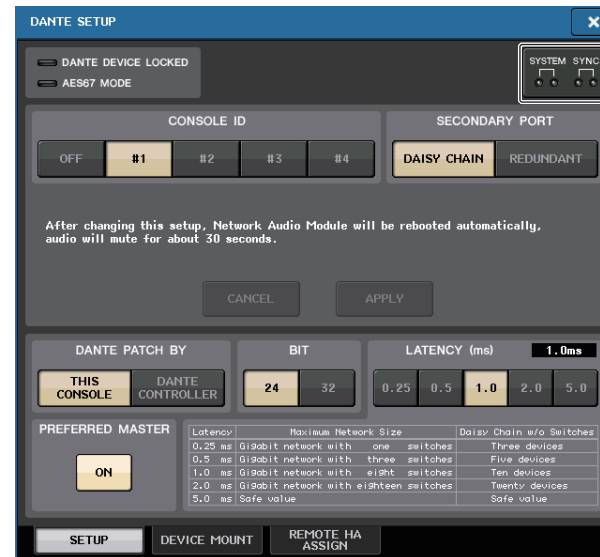 DANTE SETUP
×
DANTE DEVICE LOCKED
AES67 MODE
SYSTEM SYNC
CONSOLE ID
OFF #1 #2 #3 #4
SECONDARY PORT
DAISY CHAIN REDUNDANT
After changing this setup, Network Audio Module will be rebooted automatically,
audio will mute for about 30 seconds.
CANCEL APPLY
DANTE PATCH BY
THIS CONSOLE
DANTE CONTROLLER
BIT
24 32
LATENCY (ms) 1.0ms
0.25 0.5 1.0 2.0 5.0
PREFERRED MASTER
ON
Latency Maximum Network Size Daisy Chain w/o Switches
0.25 ms Gigabit network with one switches Three devices
0.5 ms Gigabit network with three switches Five devices
1.0 ms Gigabit network with eight switches Ten devices
2.0 ms Gigabit network with eighteen switches Twenty devices
5.0 ms Safe value Safe value
SETUP DEVICE MOUNT REMOTE HA ASSIGN